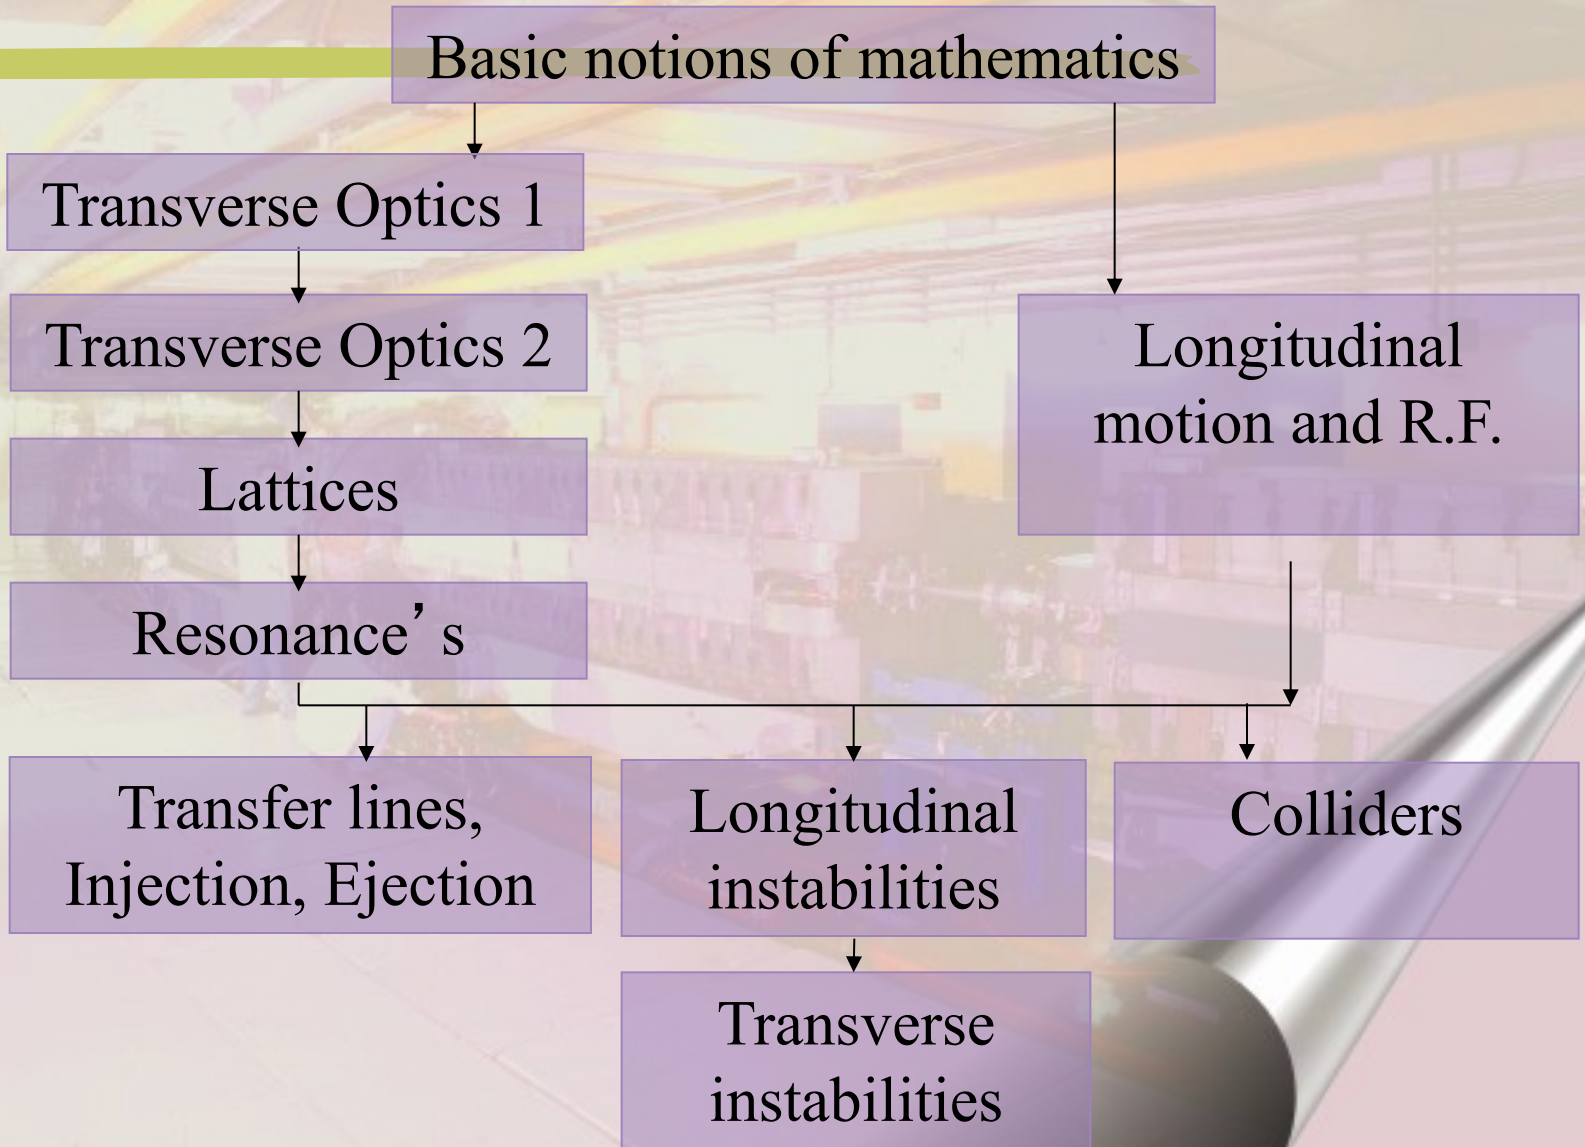 Basic notions of mathematics
Transverse Optics 1
Transverse Optics 2
Longitudinal
motion and R.F.
Lattices
Resonance’s
Transfer lines,
Injection, Ejection
Longitudinal
instabilities
Colliders
Transverse
instabilities